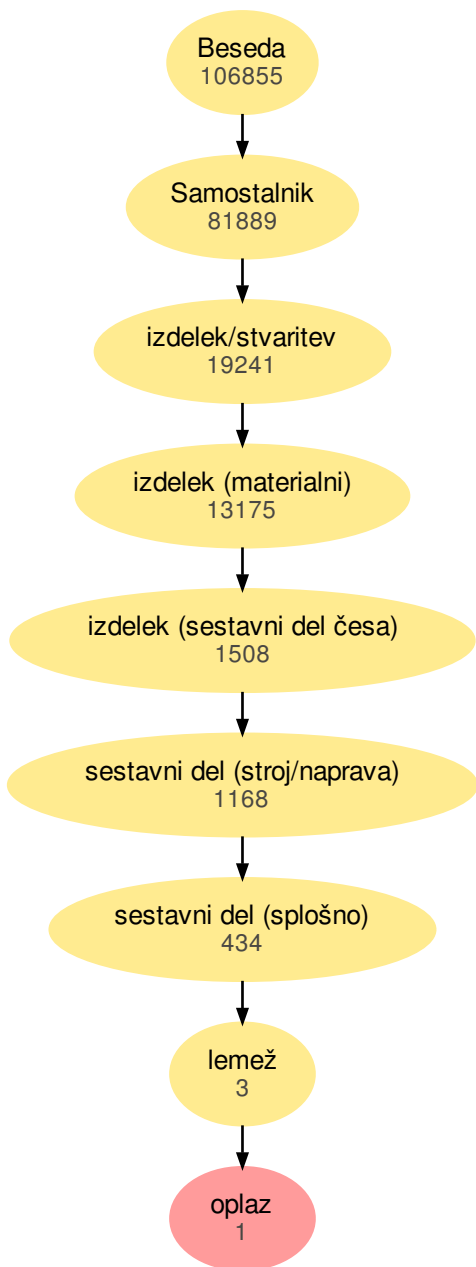 Beseda
106855
Samostalnik
81889
izdelek/stvaritev
19241
izdelek (materialni)
13175
izdelek (sestavni del česa)
1508
sestavni del (stroj/naprava)
1168
sestavni del (splošno)
434
lemež
3
oplaz
1